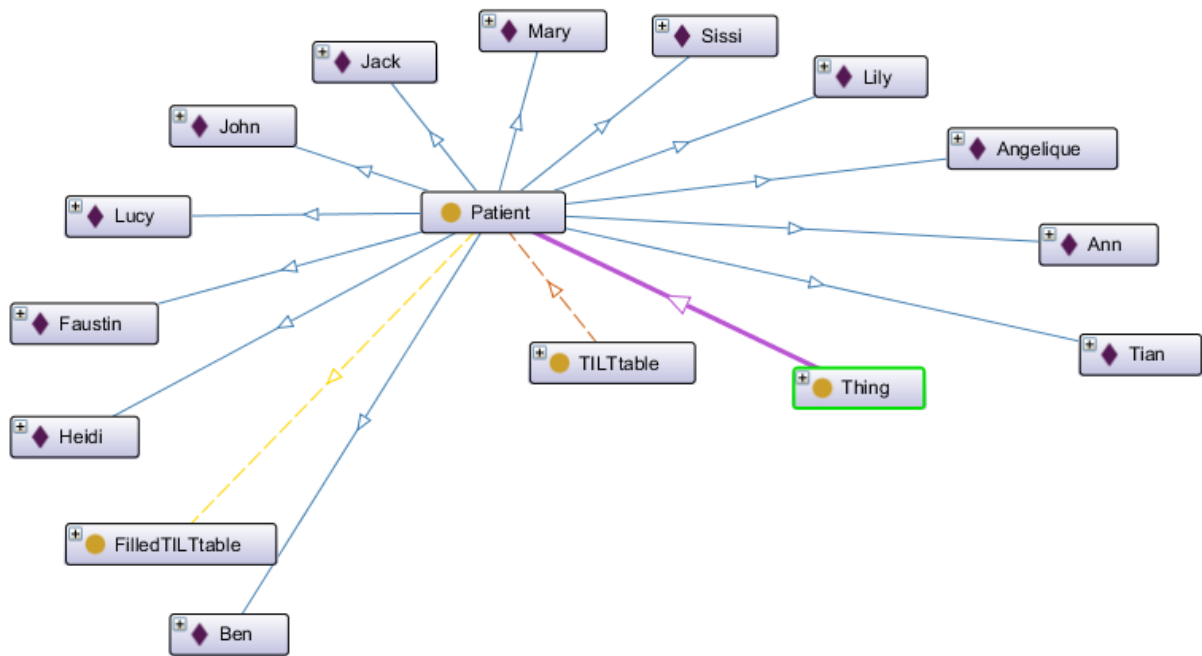 Mary
Sissi
Jack
Lily
John
Angelique
Patient
Lucy
Ann
Faustin
TILTtable
Tian
Thing
Heidi
FilledTILTtable
Ben